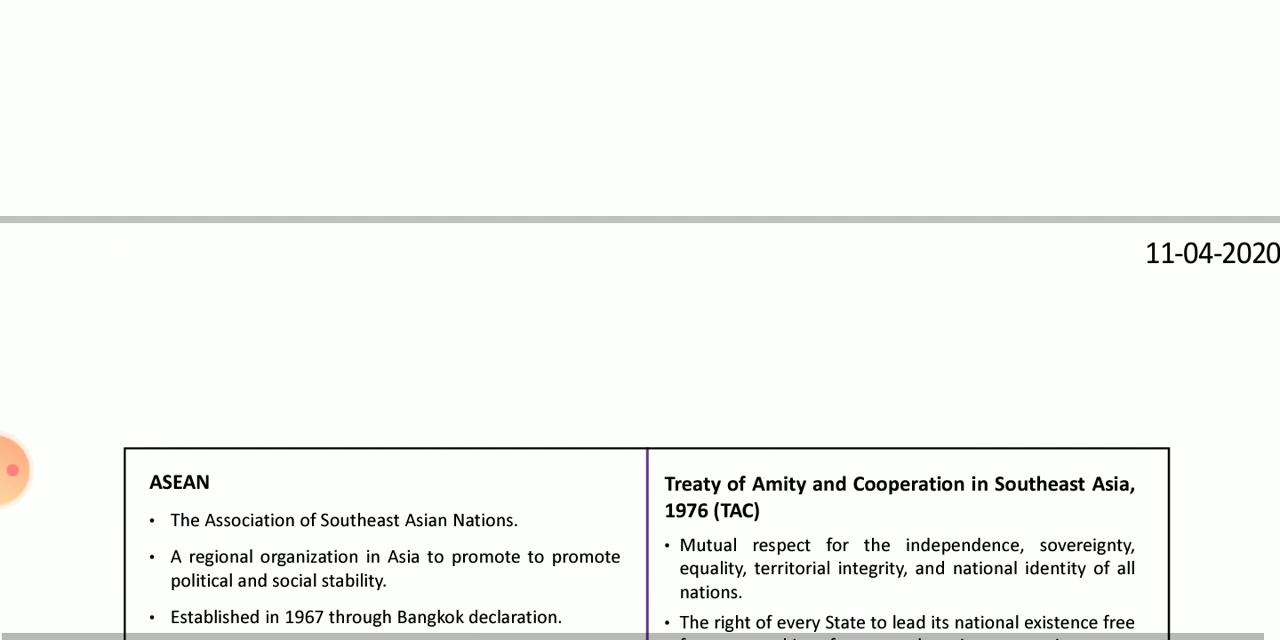 11-04-2020
ASEAN
• The Association of Southeast Asian Nations.
• A regional organization in Asia to promote to promote
political and social stability.
• Established in 1967 through Bangkok declaration.
Treaty of Amity and Cooperation in Southeast Asia,
1976 (TAC)
• Mutual respect for the independence, sovereignty,
equality, territorial integrity, and national identity of all
nations.
• The right of every State to lead its national existence free